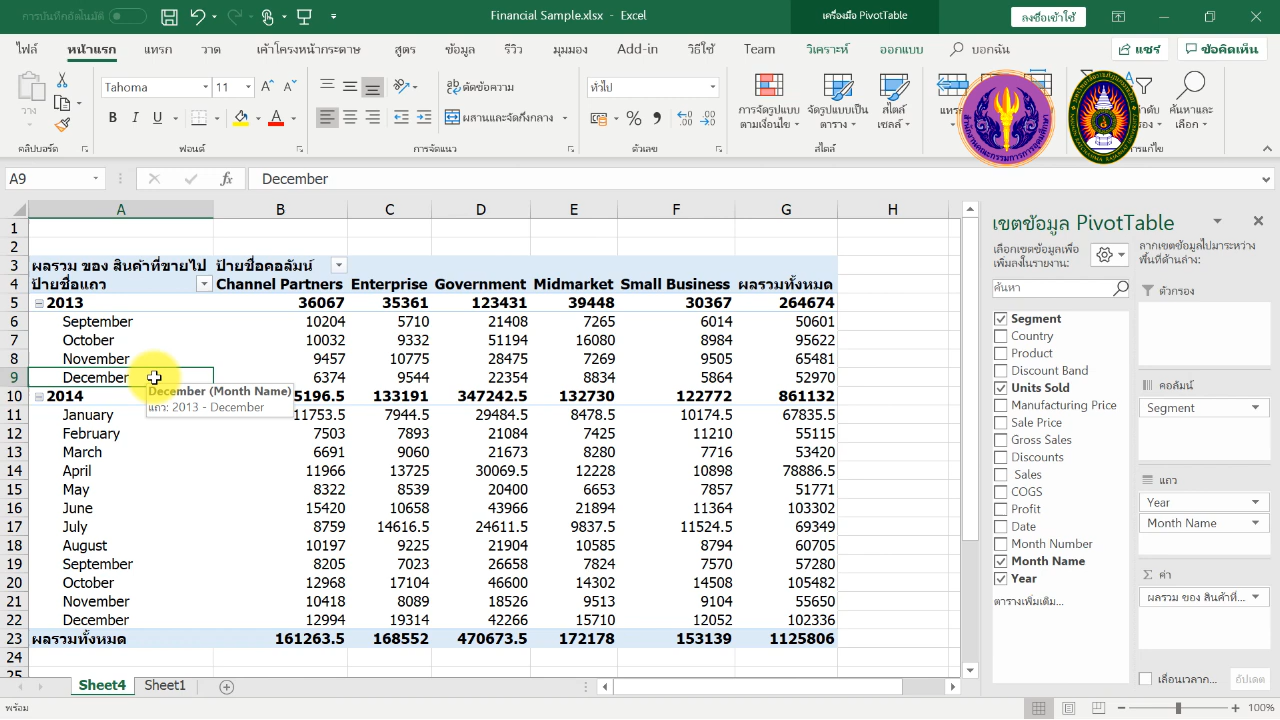 การบันทึกอัตโนมัติ
Financial Sample.xlsx - Excel
เครื่องมือ PivotTable
ลงชื่อเข้าใช้
ไฟล์ หน้าแรก แทรก วาด เค้าโครงหน้ากระดาษ สูตร ข้อมูล รีวิว มุมมอง Add-in วิธีใช้ Team วิเคราะห์ ออกแบบ บอกฉัน แชร์ ข้อคิดเห็น
วาง
Tahoma 11
B I U
ตัดข้อความ
ผสานและจัดกึ่งกลาง
ทั่วไป
การจัดรูปแบบตามเงื่อนไข
จัดรูปแบบเป็นตาราง
สไตล์เซลล์
ค้นหาและเลือก
คลิปบอร์ด ฟอนต์ การจัดแนว ตัวเลข สไตล์
A9 fx December
A B C D E F G H
1
2
3 ผลรวม ของ สินค้าที่ขายไป ป้ายชื่อคอลัมน์
4 ป้ายชื่อแถว Channel Partners Enterprise Government Midmarket Small Business ผลรวมทั้งหมด
5 2013 36067 35361 123431 39448 30367 264674
6 September 10204 5710 21408 7265 6014 50601
7 October 10032 9332 51194 16080 8984 95622
8 November 9457 10775 28475 7269 9505 65481
9 December 6374 9544 22354 8834 5864 52970
December (Month Name)
แถว: 2013 - December
10 2014 5196.5 133191 347242.5 132730 122772 861132
11 January 11753.5 7944.5 29484.5 8478.5 10174.5 67835.5
12 February 7503 7893 21084 7425 11210 55115
13 March 6691 9060 21673 8280 7716 53420
14 April 11966 13725 30069.5 12228 10898 78886.5
15 May 8322 8539 20400 6653 7857 51771
16 June 15420 10658 43966 21894 11364 103302
17 July 8759 14616.5 24611.5 9837.5 11524.5 69349
18 August 10197 9225 21904 10585 8794 60705
19 September 8205 7023 26658 7824 7570 57280
20 October 12968 17104 46600 14302 14508 105482
21 November 10418 8089 18526 9513 9104 55650
22 December 12994 19314 42266 15710 12052 102336
23 ผลรวมทั้งหมด 161263.5 168552 470673.5 172178 153139 1125806
24
25
เขตข้อมูล PivotTable
เลือกเขตข้อมูลเพื่อเพิ่มลงในรายงาน:
ค้นหา
Segment
Country
Product
Discount Band
Units Sold
Manufacturing Price
Sale Price
Gross Sales
Discounts
Sales
COGS
Profit
Date
Month Number
Month Name
Year
ตารางเพิ่มเติม...
ลากเขตข้อมูลไปมาระหว่างพื้นที่ด้านล่าง:
ตัวกรอง
คอลัมน์
Segment
แถว
Year
Month Name
Σ ค่า
ผลรวม ของ สินค้าที่...
เลื่อนเวลาก...
อัปเดต
Sheet4 Sheet1
พร้อม
100%